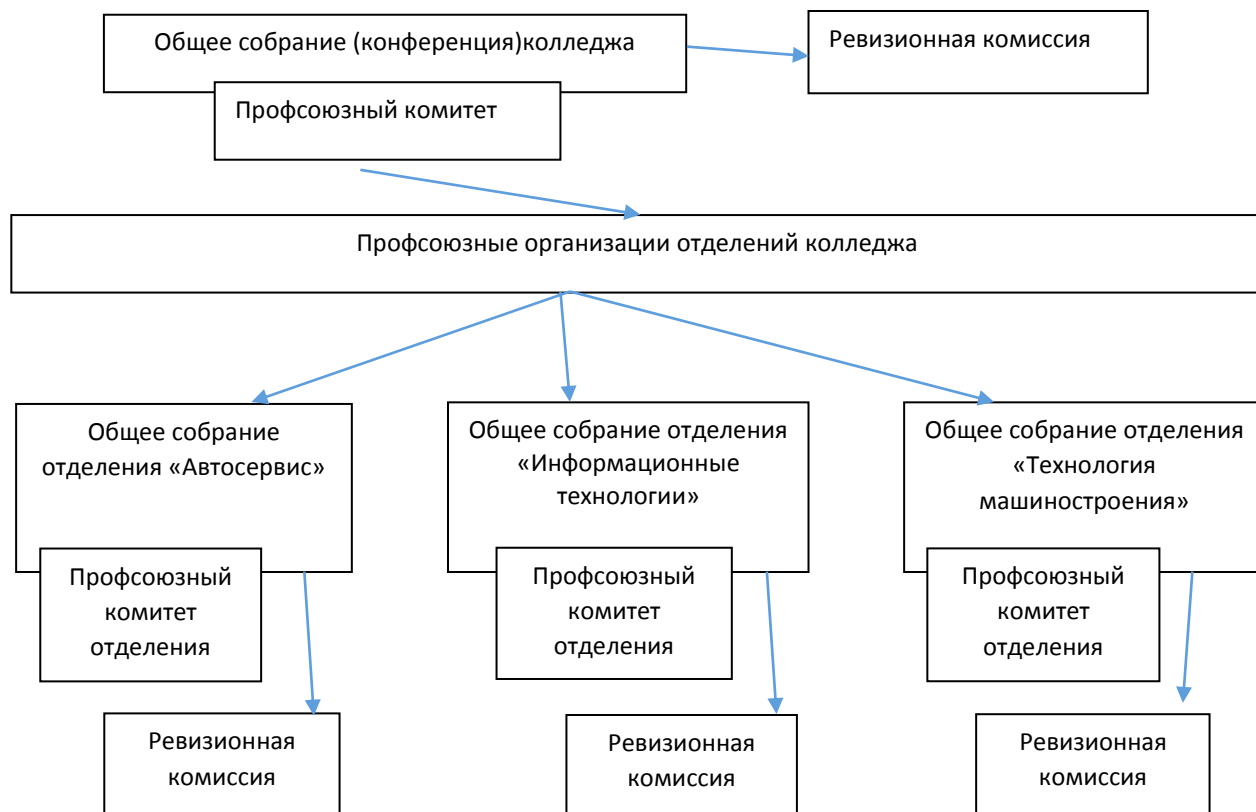 Общее собрание (конференция)колледжа
Ревизионная комиссия
Профсоюзный комитет
Профсоюзные организации отделений колледжа
Общее собрание
отделения «Автосервис»
Общее собрание отделения
«Информационные
технологии»
Общее собрание отделения
«Технология
машиностроения»
Профсоюзный
комитет
отделения
Профсоюзный
комитет
отделения
Профсоюзный
комитет
отделения
Ревизионная
комиссия
Ревизионная
комиссия
Ревизионная
комиссия